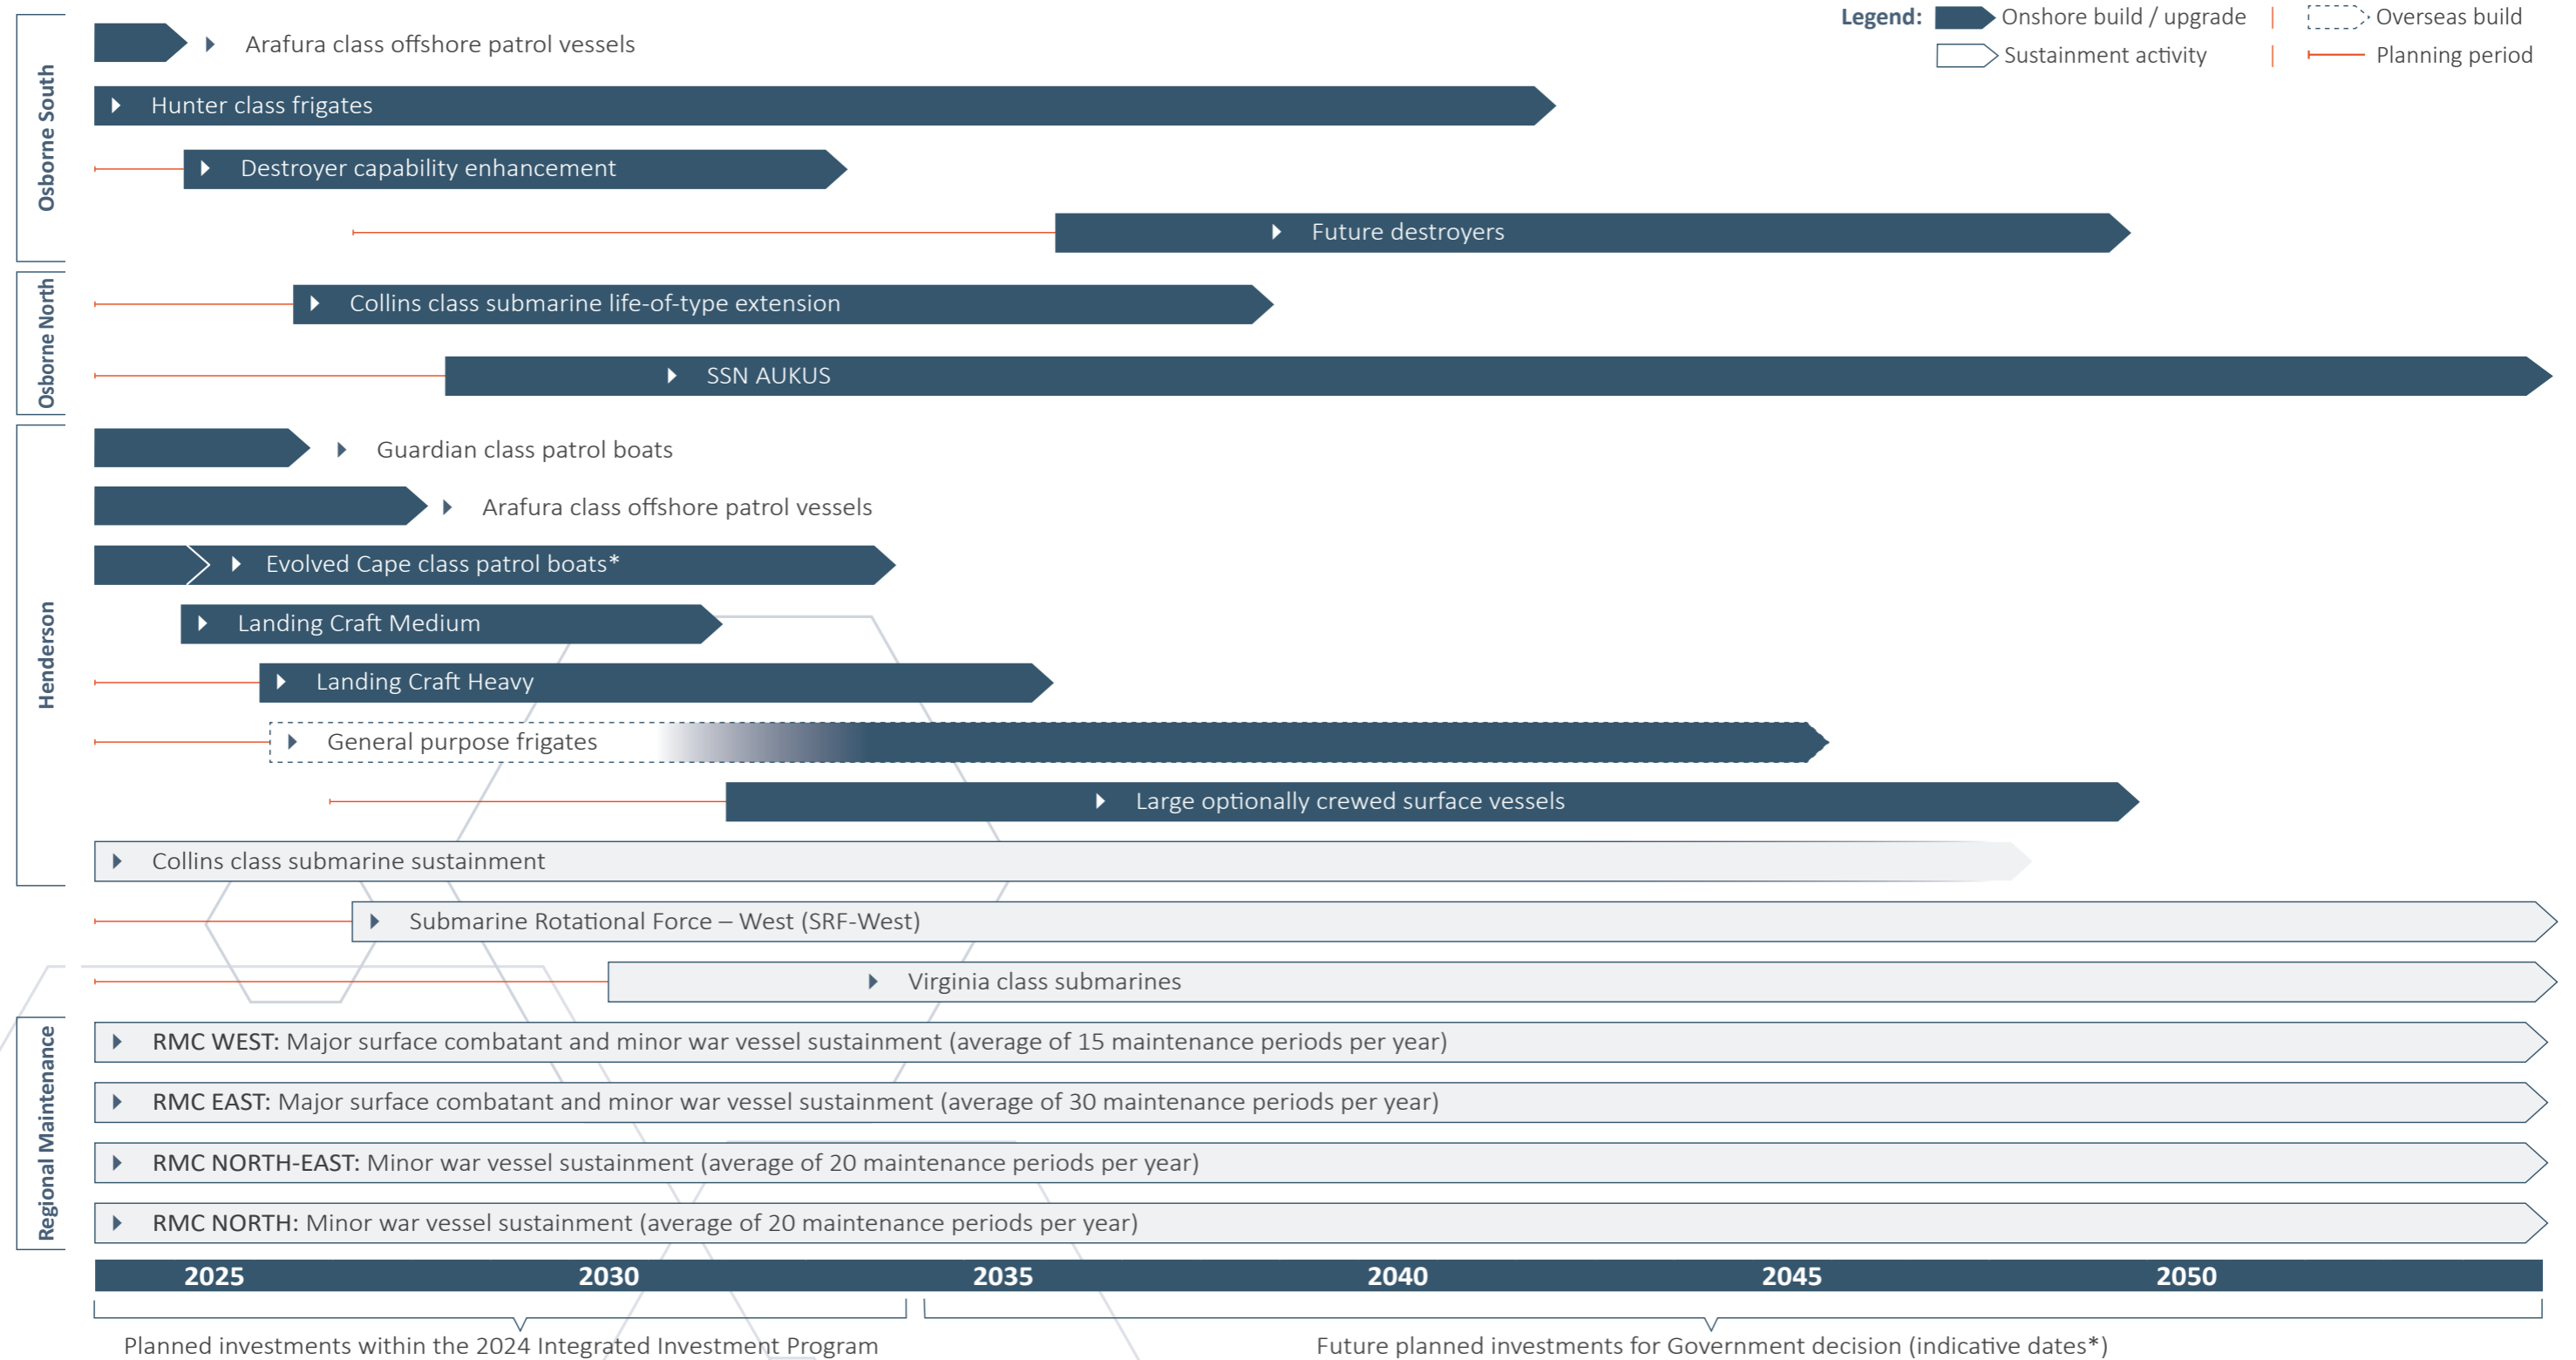 Legend: Onshore build / upgrade | Overseas build
Sustainment activity | Planning period
Osborne South
Arafura class offshore patrol vessels
Hunter class frigates
Destroyer capability enhancement
Future destroyers
Osborne North
Collins class submarine life-of-type extension
SSN AUKUS
Henderson
Guardian class patrol boats
Arafura class offshore patrol vessels
Evolved Cape class patrol boats*
Landing Craft Medium
Landing Craft Heavy
General purpose frigates
Large optionally crewed surface vessels
Collins class submarine sustainment
Submarine Rotational Force – West (SRF-West)
Virginia class submarines
Regional Maintenance
RMC WEST: Major surface combatant and minor war vessel sustainment (average of 15 maintenance periods per year)
RMC EAST: Major surface combatant and minor war vessel sustainment (average of 30 maintenance periods per year)
RMC NORTH-EAST: Minor war vessel sustainment (average of 20 maintenance periods per year)
RMC NORTH: Minor war vessel sustainment (average of 20 maintenance periods per year)
2025 2030 2035 2040 2045 2050
Planned investments within the 2024 Integrated Investment Program
Future planned investments for Government decision (indicative dates*)